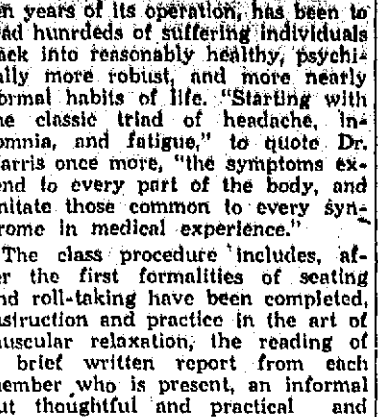 en years of its operation, has been to
ad hunrdeds of suffering individuals
ack into reasonably healthy, psychi-
ally more robust, and more nearly
ormal habits of life. "Starting with
he classic triad of headache, in-
omnia, and fatigue," to quote Dr.
arris once more, "the symptoms ex-
end to every part of the body, and
mitate those common to every syn-
rome in medical experience."
The class procedure includes, af-
er the first formalities of seating
nd roll-taking have been completed,
nstruction and practice in the art of
uscular relaxation, the reading of
brief written report from each
ember who is present, an informal
ut thoughtful and practical and